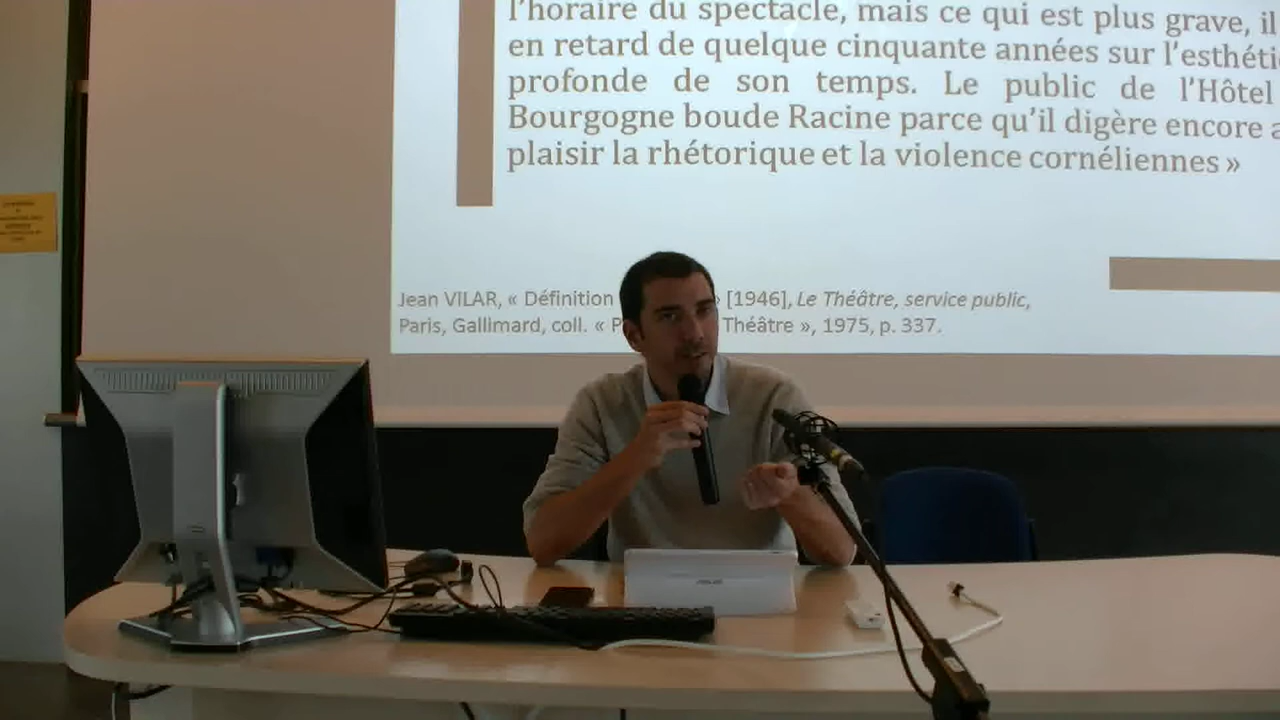 l'horaire du spectacle, mais ce qui est plus grave, il
en retard de quelque cinquante années sur l'esthéti
profonde de son temps. Le public de l'Hôtel
Bourgogne boude Racine parce qu'il digère encore a
plaisir la rhétorique et la violence cornéliennes »
Jean VILAR, « Définition » [1946], Le Théâtre, service public,
Paris, Gallimard, coll. « P Théâtre », 1975, p. 337.
ASUS